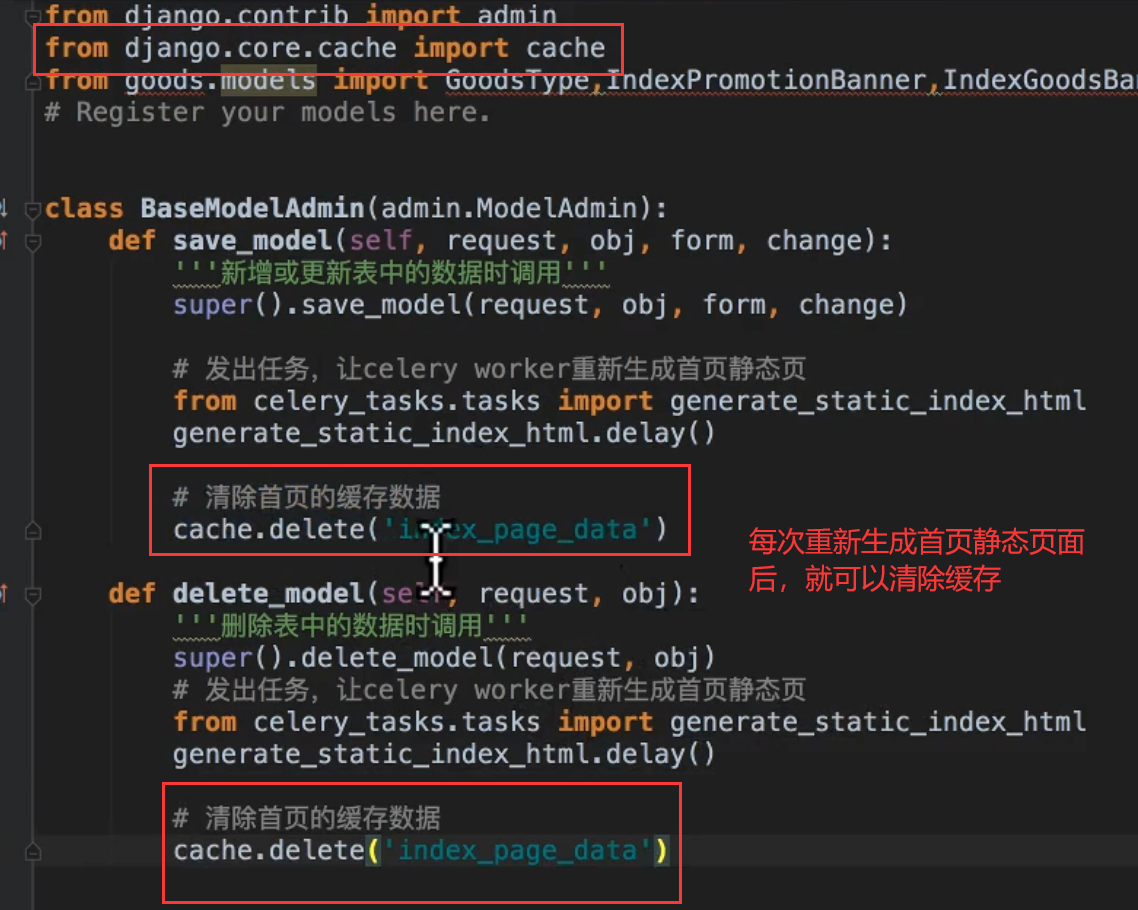 from django.contrib import admin
from django.core.cache import cache
from goods.models import GoodsType,IndexPromotionBanner,IndexGoodsBan
# Register your models here.
class BaseModelAdmin(admin.ModelAdmin):
def save_model(self, request, obj, form, change):
'''新增或更新表中的数据时调用'''
super().save_model(request, obj, form, change)
# 发出任务，让celery worker重新生成首页静态页
from celery_tasks.tasks import generate_static_index_html
generate_static_index_html.delay()
# 清除首页的缓存数据
cache.delete('index_page_data')
每次重新生成首页静态页面
后，就可以清除缓存
def delete_model(self, request, obj):
'''删除表中的数据时调用'''
super().delete_model(request, obj)
# 发出任务，让celery worker重新生成首页静态页
from celery_tasks.tasks import generate_static_index_html
generate_static_index_html.delay()
# 清除首页的缓存数据
cache.delete('index_page_data')